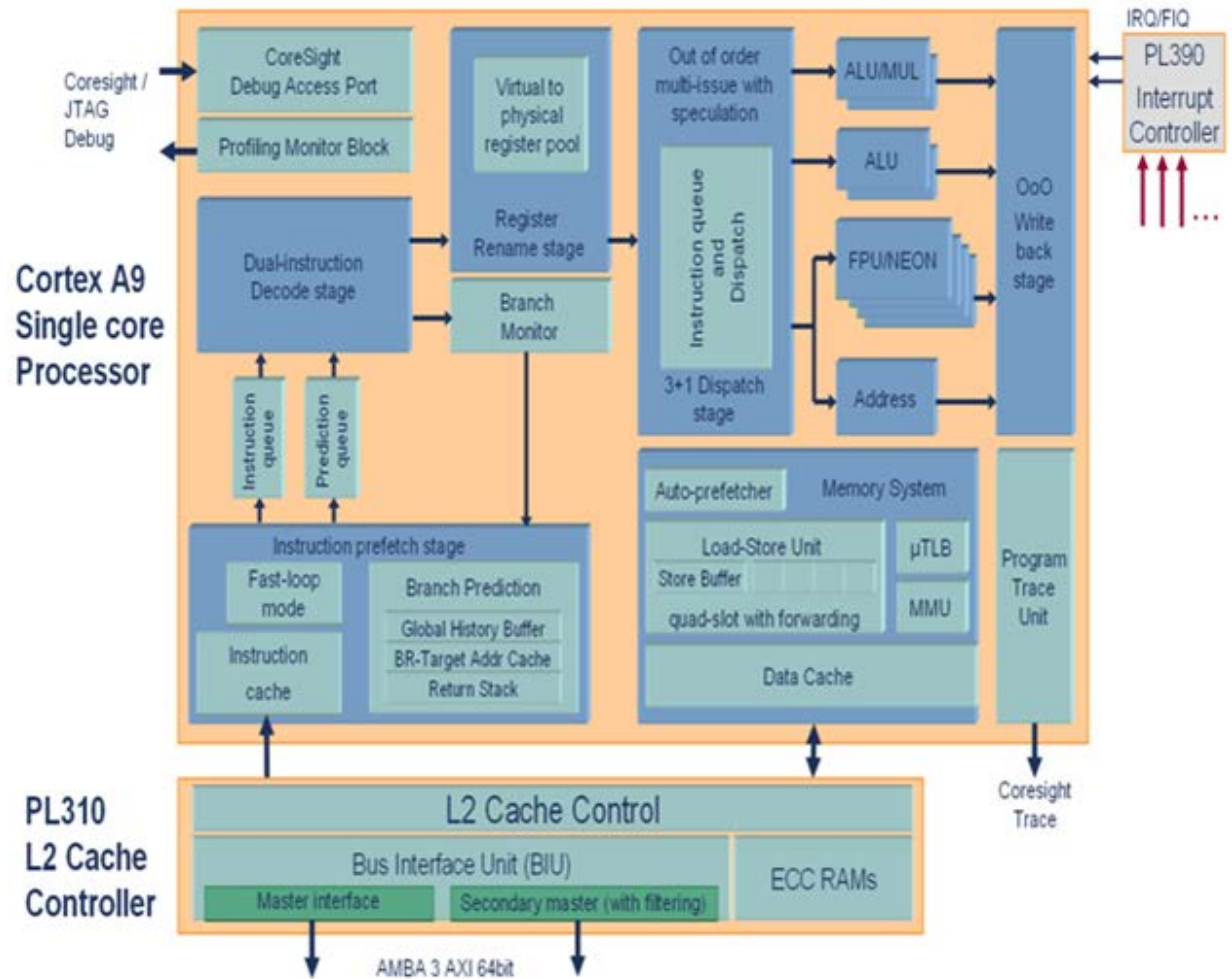 IRQ/FIQ
PL390
Interrupt
Controller
...
Coresight /
JTAG
Debug
CoreSight
Debug Access Port
Profiling Monitor Block
Cortex A9
Single core
Processor
Dual-instruction
Decode stage
Virtual to
physical
register pool
Register
Rename stage
Branch
Monitor
Out of order
multi-issue with
speculation
Instruction queue
and
Dispatch
3+1 Dispatch
stage
ALU/MUL
ALU
FPU/NEON
Address
OoO
Write
back
stage
Instruction
queue
Prediction
queue
Instruction prefetch stage
Fast-loop
mode
Instruction
cache
Branch Prediction
Global History Buffer
BR-Target Addr Cache
Return Stack
Auto-prefetcher
Memory System
Load-Store Unit
Store Buffer
quad-slot with forwarding
µTLB
MMU
Data Cache
Program
Trace
Unit
Coresight
Trace
PL310
L2 Cache
Controller
L2 Cache Control
Bus Interface Unit (BIU)
Master interface
Secondary master (with filtering)
ECC RAMs
AMBA 3 AXI 64bit